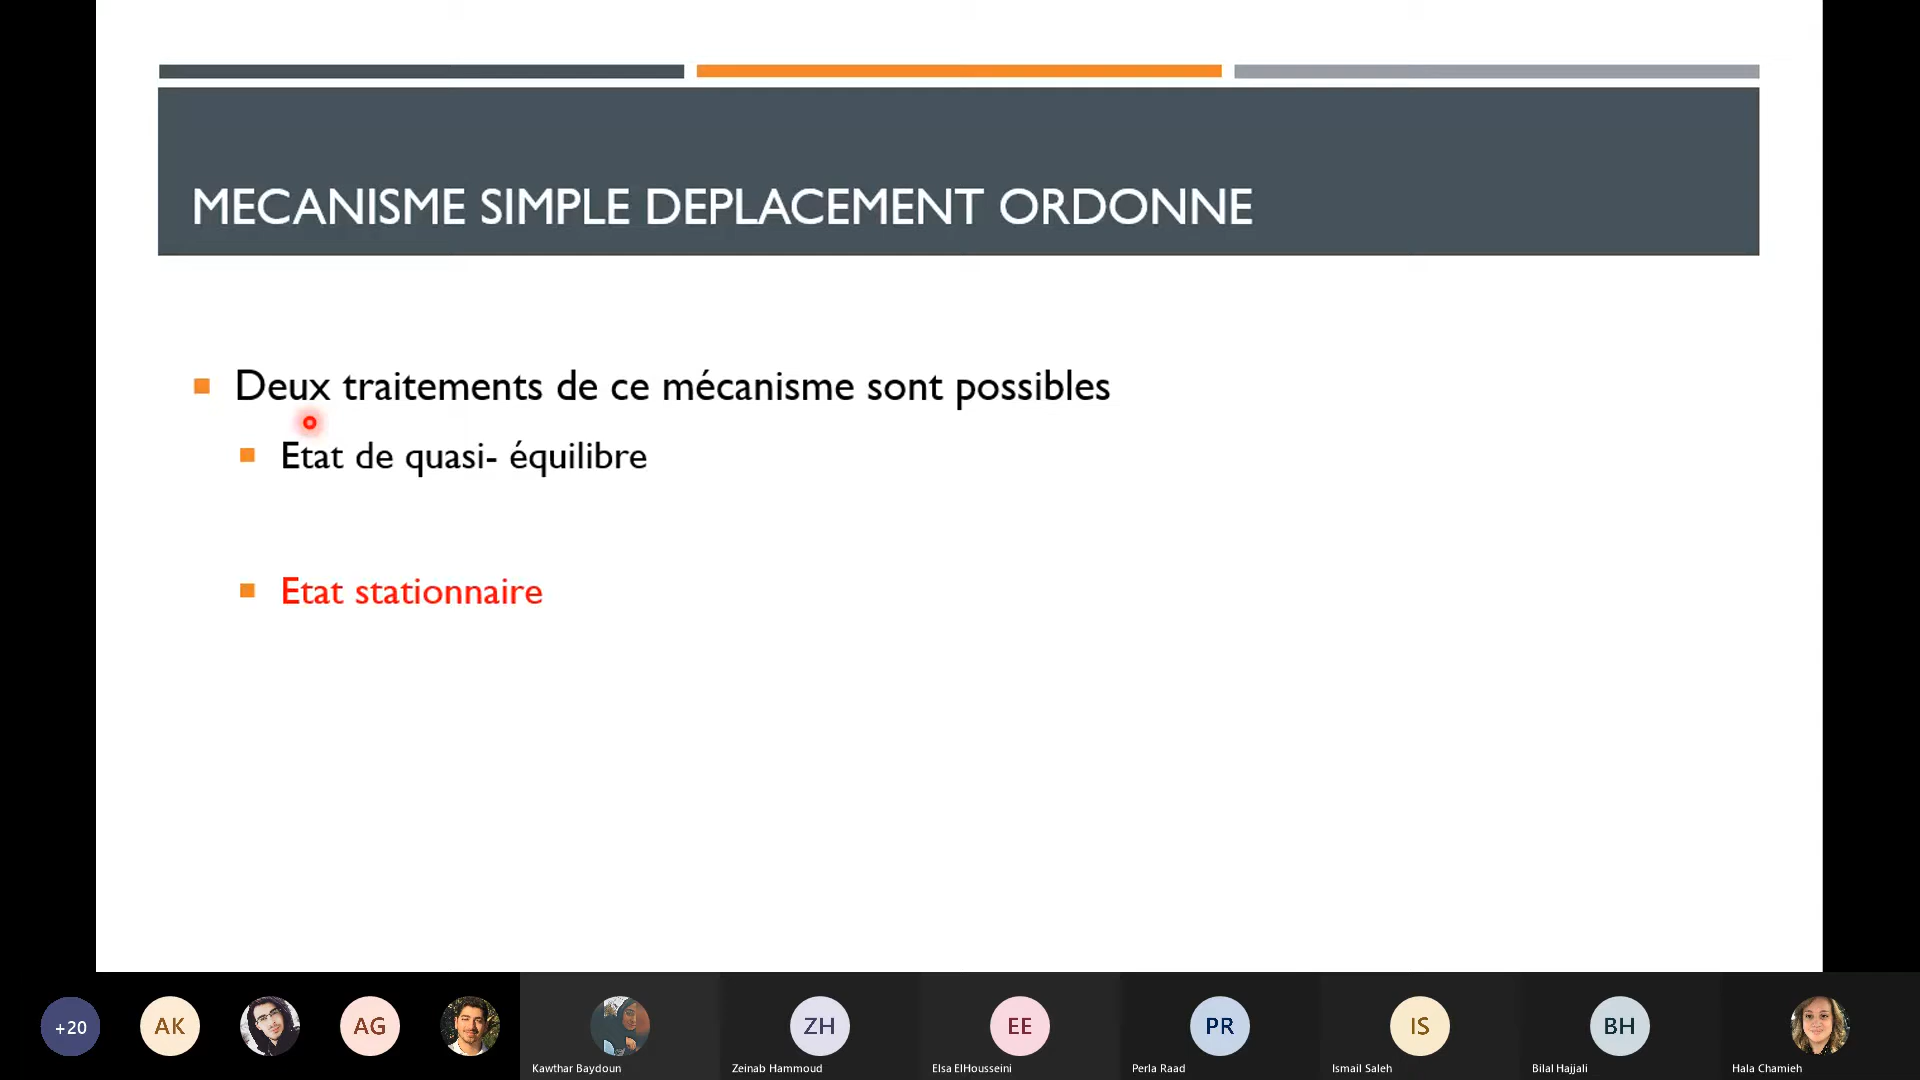 MECANISME SIMPLE DEPLACEMENT ORDONNE
Deux traitements de ce mécanisme sont possibles
Etat de quasi- équilibre
Etat stationnaire
+20
AK
AG
ZH
EE
PR
IS
BH
Kawthar Baydoun
Zeinab Hammoud
Elsa ElHousseini
Perla Raad
Ismail Saleh
Bilal Hajjali
Hala Chamieh